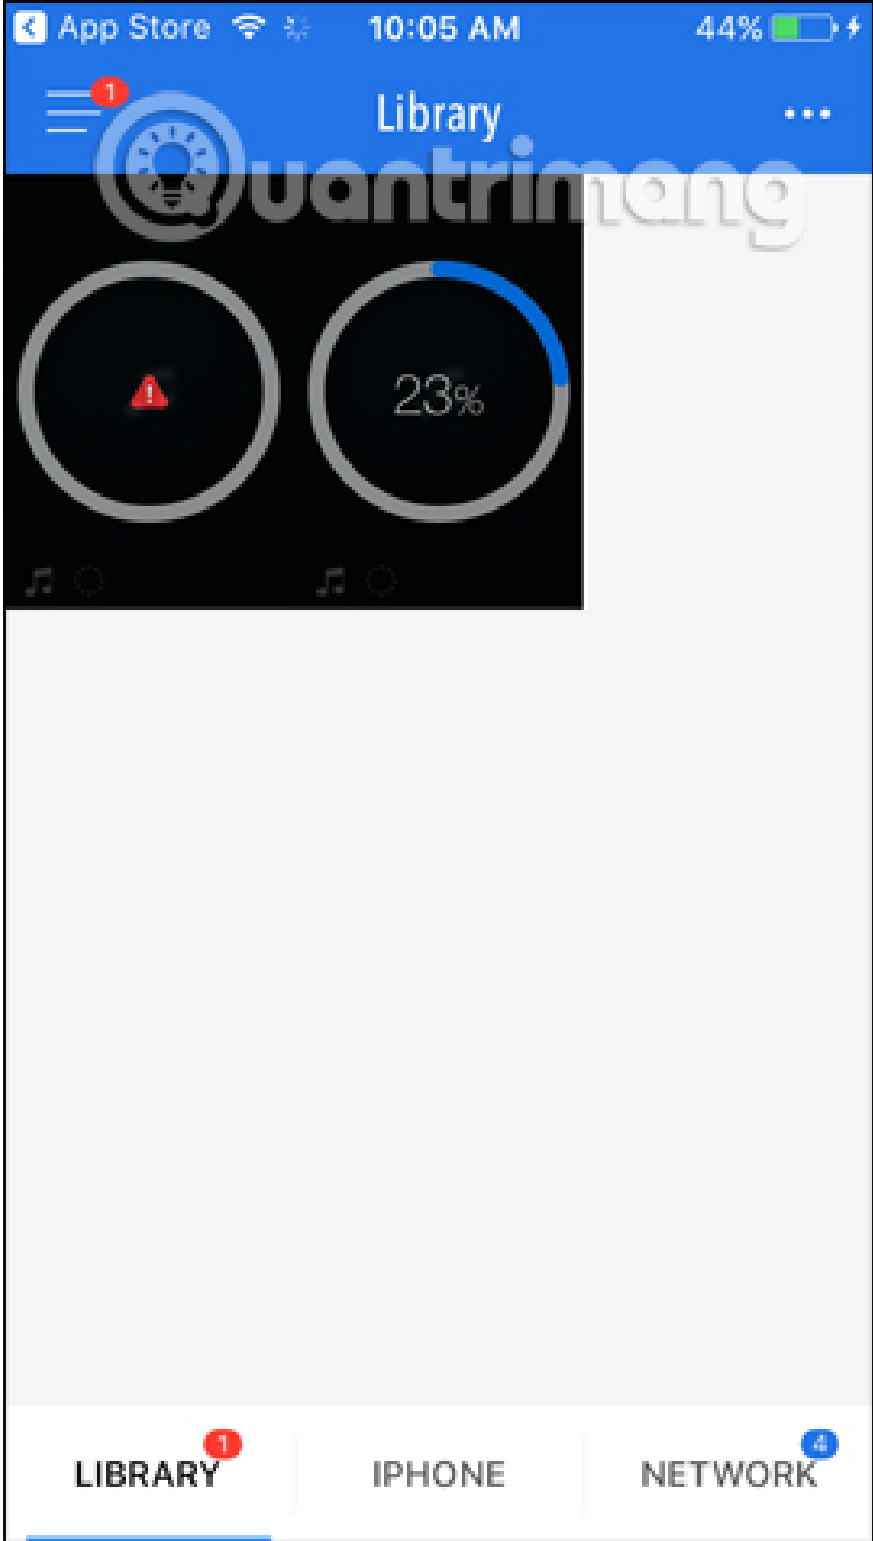 App Store 10:05 AM 44%
1
Library
Quantrimang
23%
1
4
LIBRARY IPHONE NETWORK